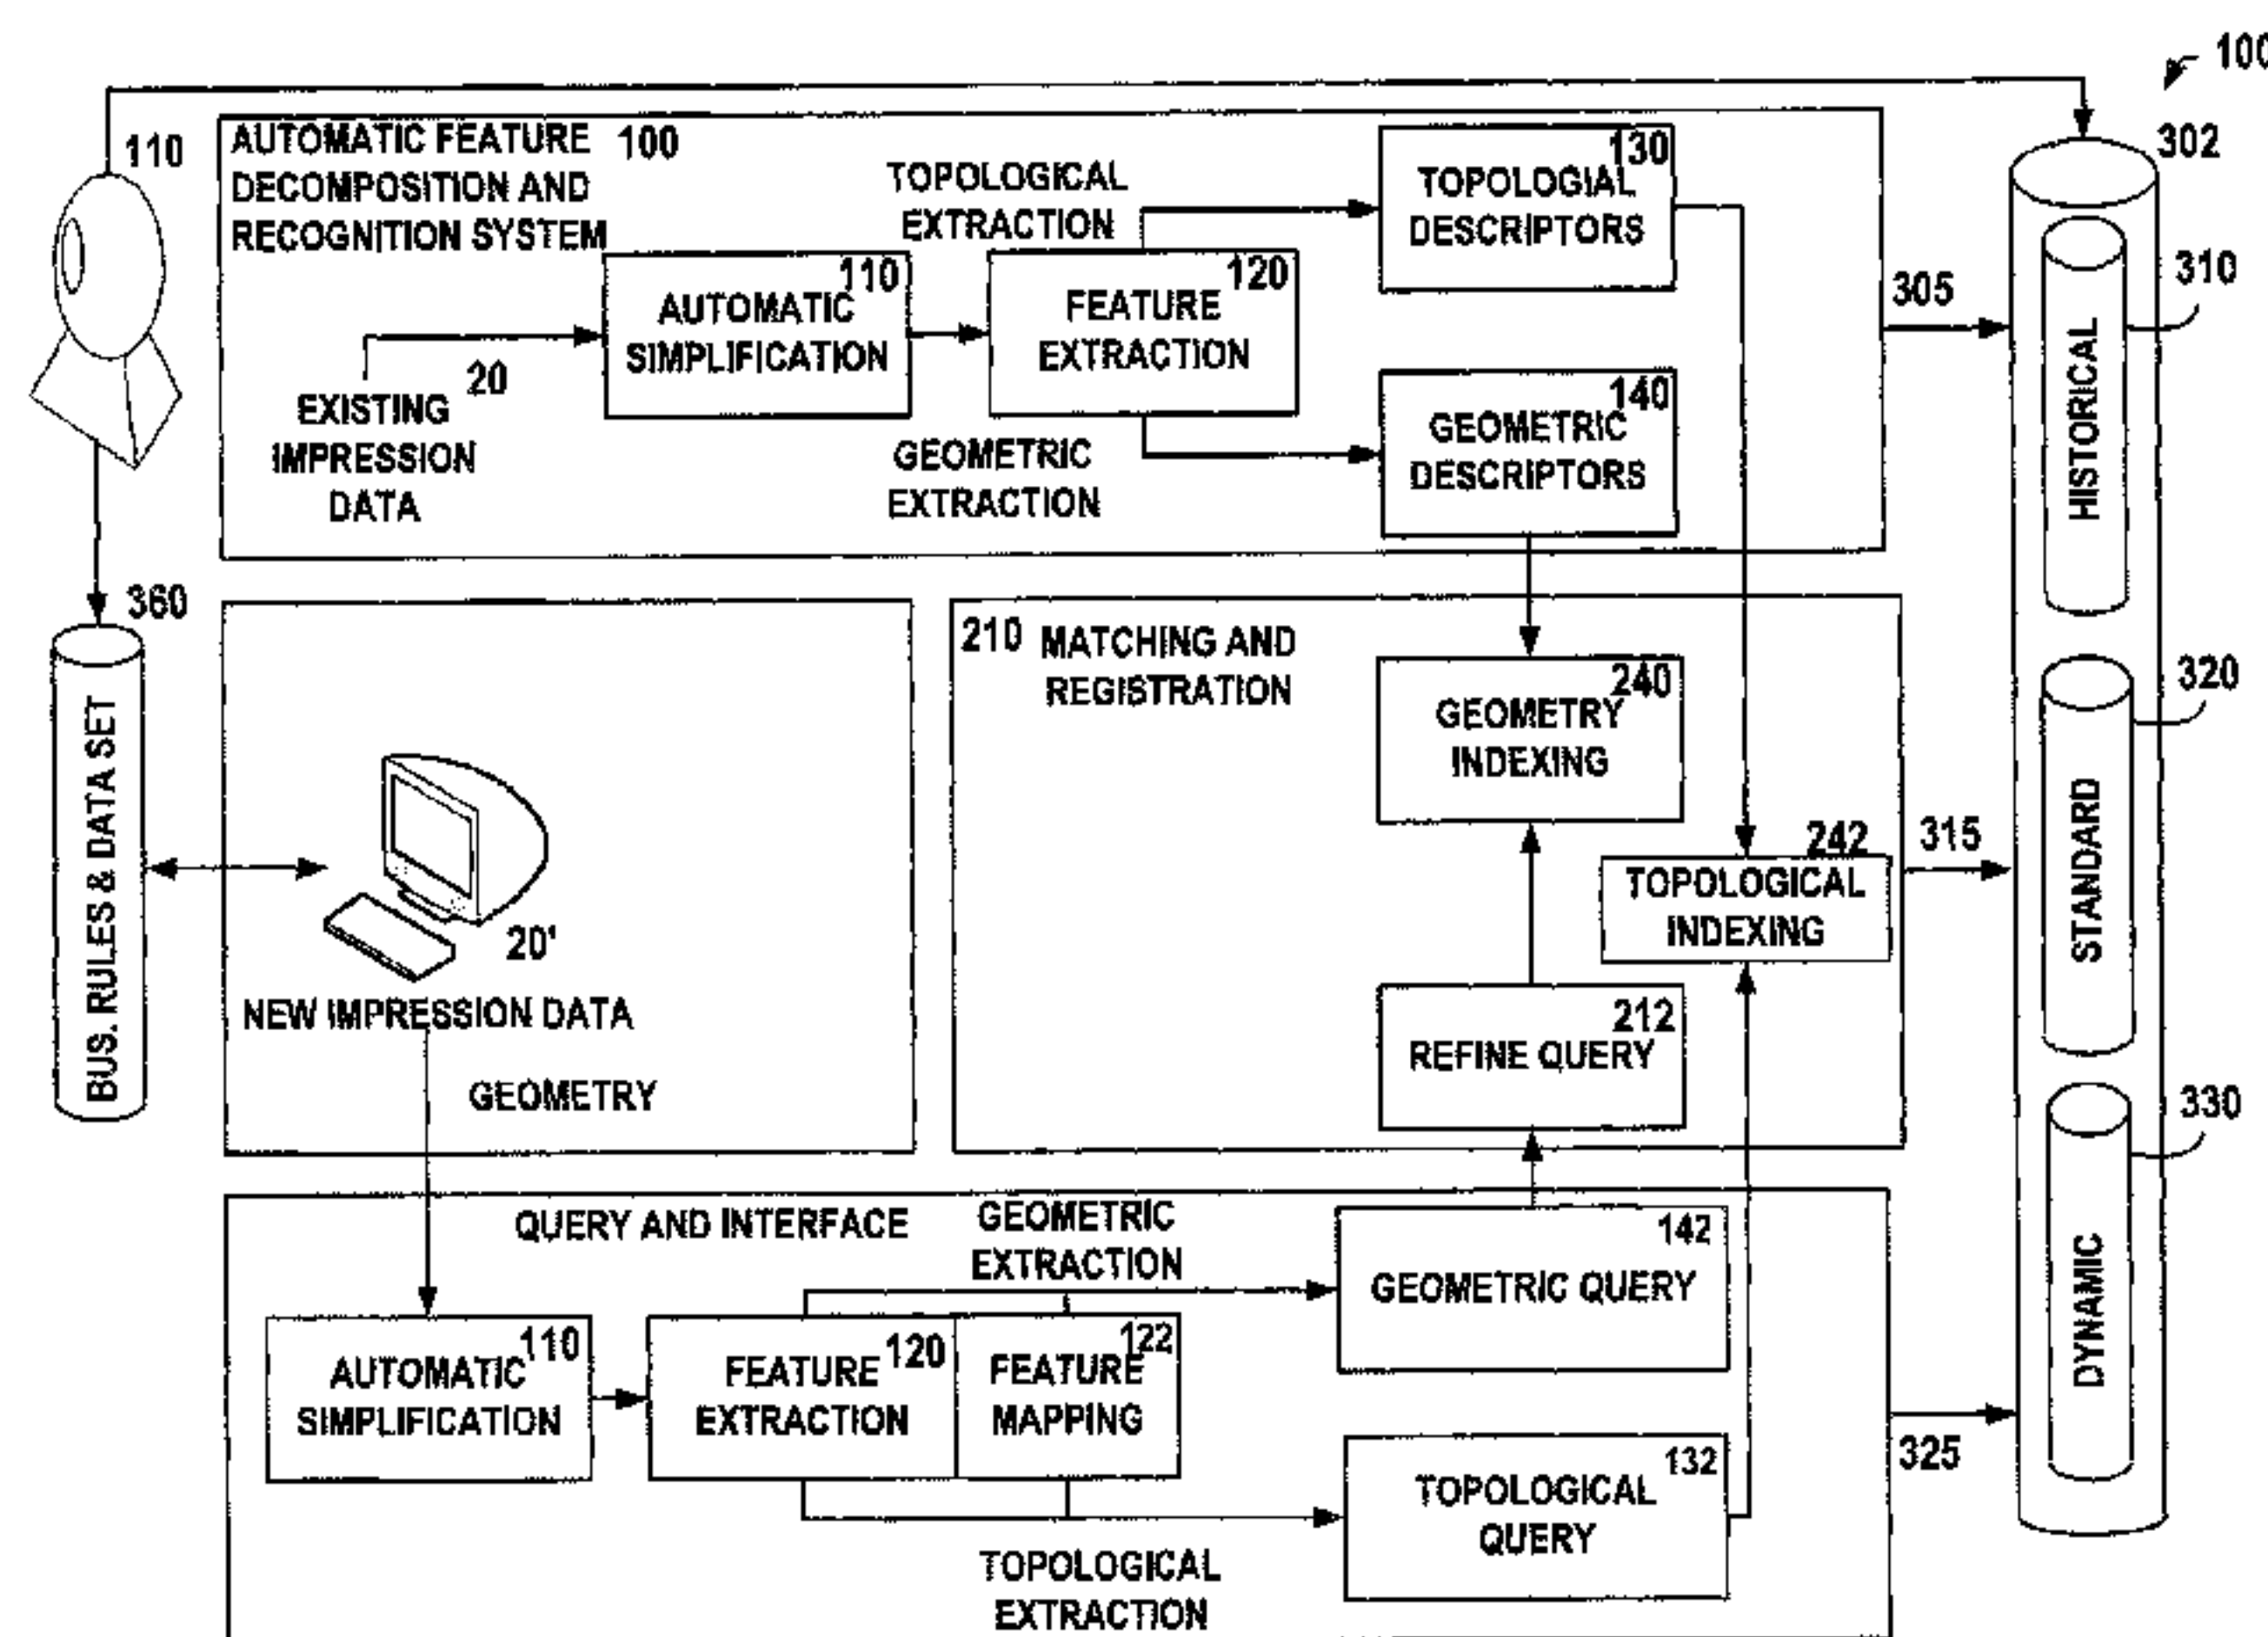 100
110
AUTOMATIC FEATURE 100
DECOMPOSITION AND
RECOGNITION SYSTEM
TOPOLOGICAL
EXTRACTION
130
TOPOLOGIAL
DESCRIPTORS
302
310
HISTORICAL
305
110
AUTOMATIC
SIMPLIFICATION
120
FEATURE
EXTRACTION
20
EXISTING
IMPRESSION
DATA
GEOMETRIC
EXTRACTION
140
GEOMETRIC
DESCRIPTORS
360
BUS. RULES & DATA SET
20'
NEW IMPRESSION DATA
GEOMETRY
210 MATCHING AND
REGISTRATION
240
GEOMETRY
INDEXING
242
TOPOLOGICAL
INDEXING
212
REFINE QUERY
315
320
STANDARD
330
DYNAMIC
QUERY AND INTERFACE
GEOMETRIC
EXTRACTION
142
GEOMETRIC QUERY
110
AUTOMATIC
SIMPLIFICATION
120
FEATURE
EXTRACTION
122
FEATURE
MAPPING
132
TOPOLOGICAL
QUERY
325
TOPOLOGICAL
EXTRACTION